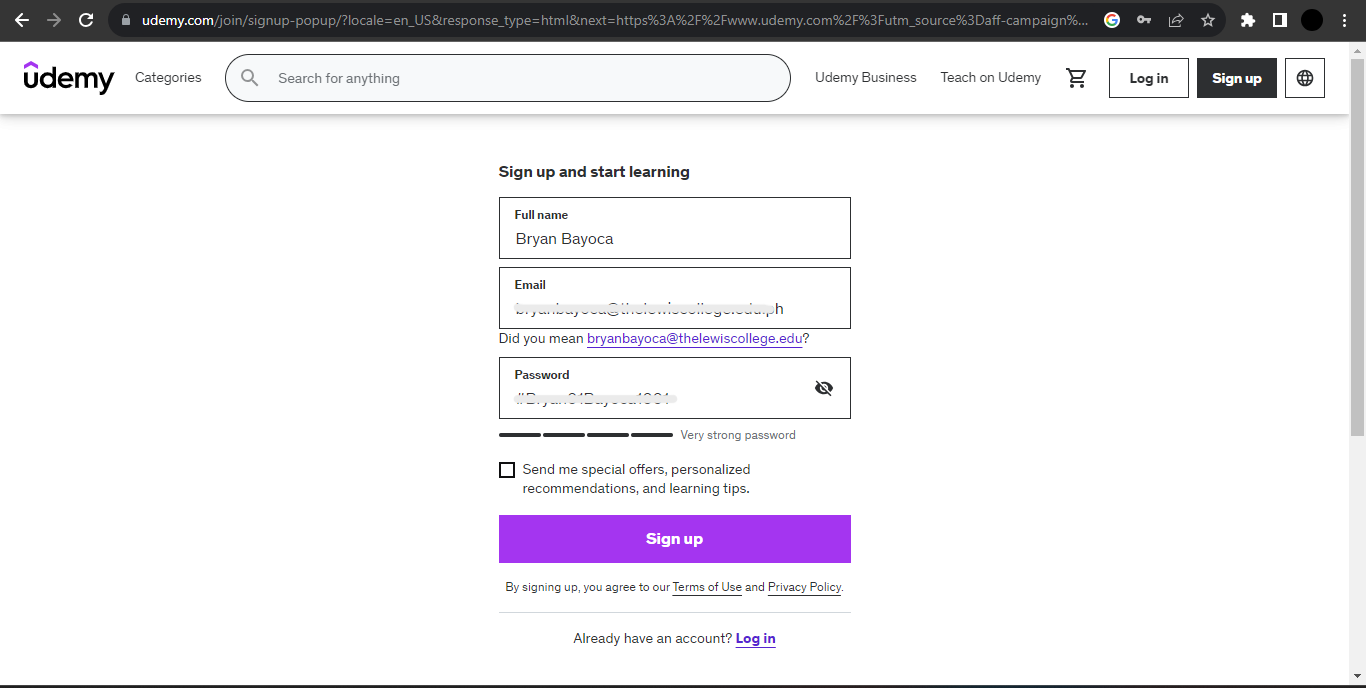 udemy.com/join/signup-popup/?locale=en_US&response_type=html&next=https%3A%2F%2Fwww.udemy.com%2F%3Futm_source%3Daff-campaign%...
udemy Categories Search for anything Udemy Business Teach on Udemy Log in Sign up
Sign up and start learning
Full name
Bryan Bayoca
Email
Did you mean bryanbayoca@thelewiscollege.edu?
Password
Very strong password
Send me special offers, personalized
recommendations, and learning tips.
Sign up
By signing up, you agree to our Terms of Use and Privacy Policy.
Already have an account? Log in